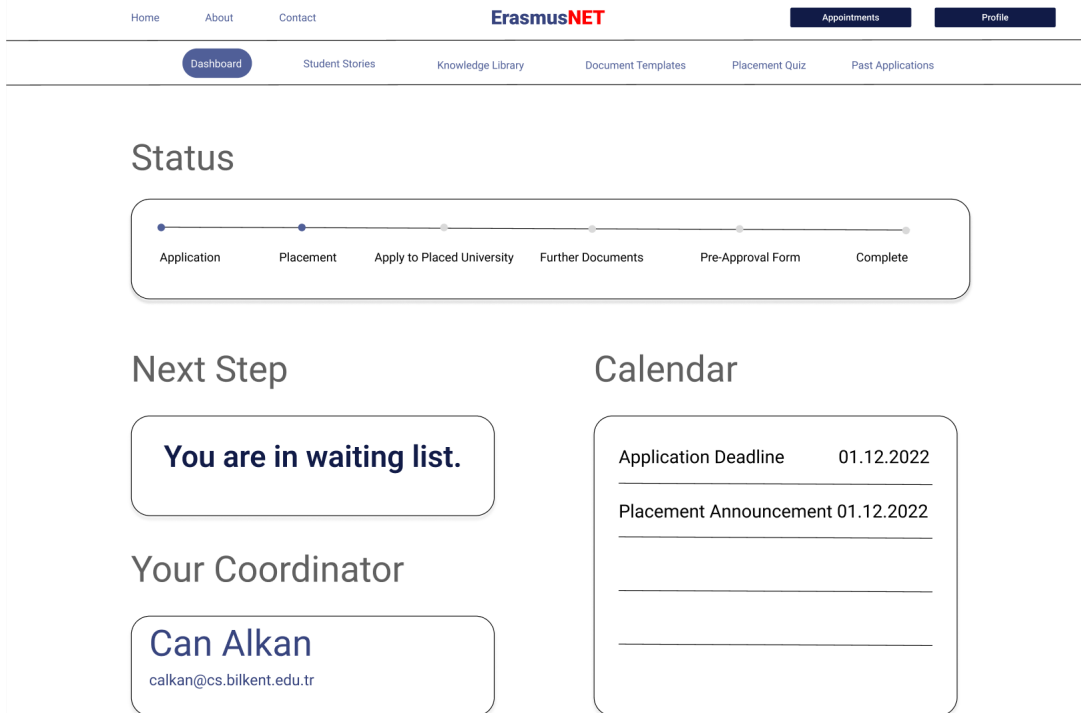 Home About Contact ErasmusNET Appointments Profile
Dashboard Student Stories Knowledge Library Document Templates Placement Quiz Past Applications
Status
Application Placement Apply to Placed University Further Documents Pre-Approval Form Complete
Next Step
You are in waiting list.
Your Coordinator
Can Alkan
calkan@cs.bilkent.edu.tr
Calendar
Application Deadline 01.12.2022
Placement Announcement 01.12.2022